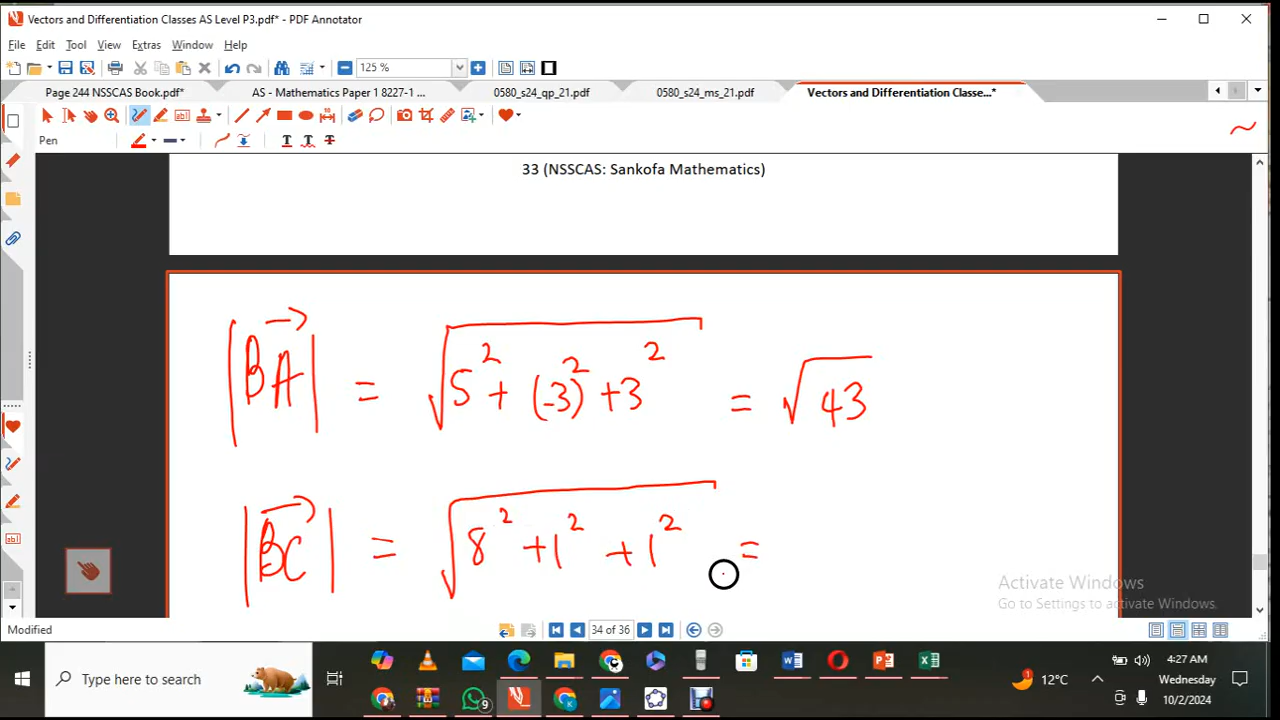 Vectors and Differentiation Classes AS Level P3.pdf* - PDF Annotator
File Edit Tool View Extras Window Help
125 %
Page 244 NSSCAS Book.pdf* AS - Mathematics Paper 1 8227-1 ... 0580_s24_qp_21.pdf 0580_s24_ms_21.pdf Vectors and Differentiation Classe...*
Pen
33 (NSSCAS: Sankofa Mathematics)
|BA→| = √(5² + (-3)² + 3²) = √43
|BC→| = √(8² + 1² + 1²) =
Activate Windows
Go to Settings to activate Windows.
Modified
34 of 36
Type here to search
9
12°C
4:27 AM
Wednesday
10/2/2024